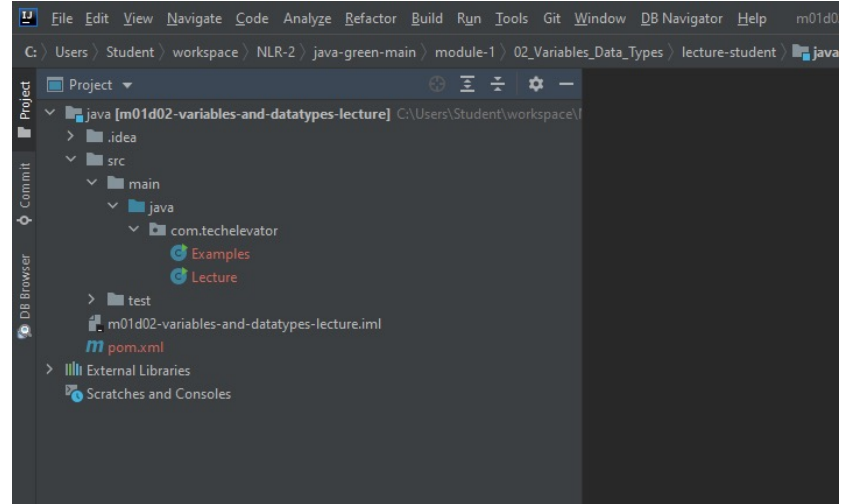 IJ File Edit View Navigate Code Analyze Refactor Build Run Tools Git Window DB Navigator Help m01d0
C: Users Student workspace NLR-2 java-green-main module-1 02_Variables_Data_Types lecture-student java
Project
Project
java [m01d02-variables-and-datatypes-lecture] C:\Users\Student\workspace\
.idea
src
main
Commit
java
com.techelevator
C Examples
C Lecture
DB Browser
test
m01d02-variables-and-datatypes-lecture.iml
m pom.xml
External Libraries
Scratches and Consoles